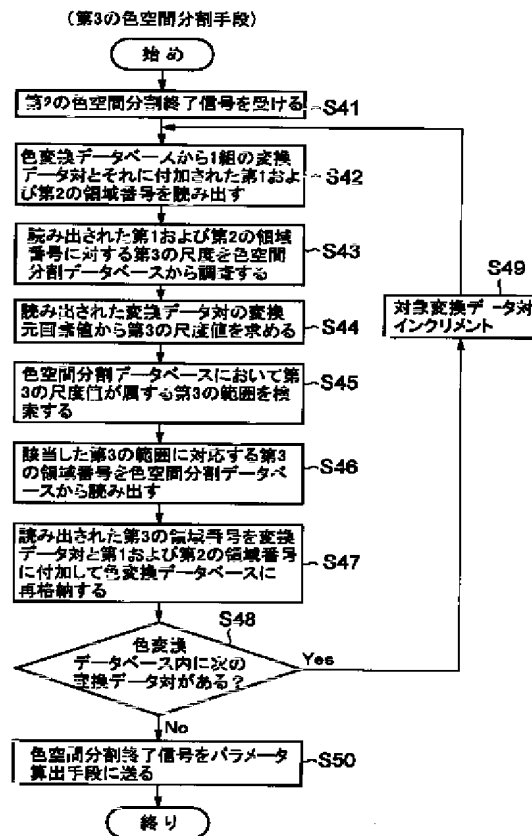 (第3の色空間分割手段)
始め
第2の色空間分割終了信号を受ける
S41
色変換データベースから1組の変換
データ対とそれに付加された第1およ
び第2の領域番号を読み出す
S42
読み出された第1および第2の領域
番号に対する第3の尺度を色空間
分割データベースから調査する
S43
読み出された変換データ対の変換
元画素値から第3の尺度値を求める
S44
色空間分割データベースにおいて第
3の尺度値が属する第3の範囲を検
索する
S45
該当した第3の範囲に対応する第3
の領域番号を色空間分割データベ
ースから読み出す
S46
読み出された第3の領域番号を変換
データ対と第1および第2の領域番号
に付加して色変換データベースに
再格納する
S47
S48
色変換
データベース内に次の
変換データ対がある?
Yes
S49
対象変換データ対
インクリメント
No
色空間分割終了信号をパラメータ
算出手段に送る
S50
終り